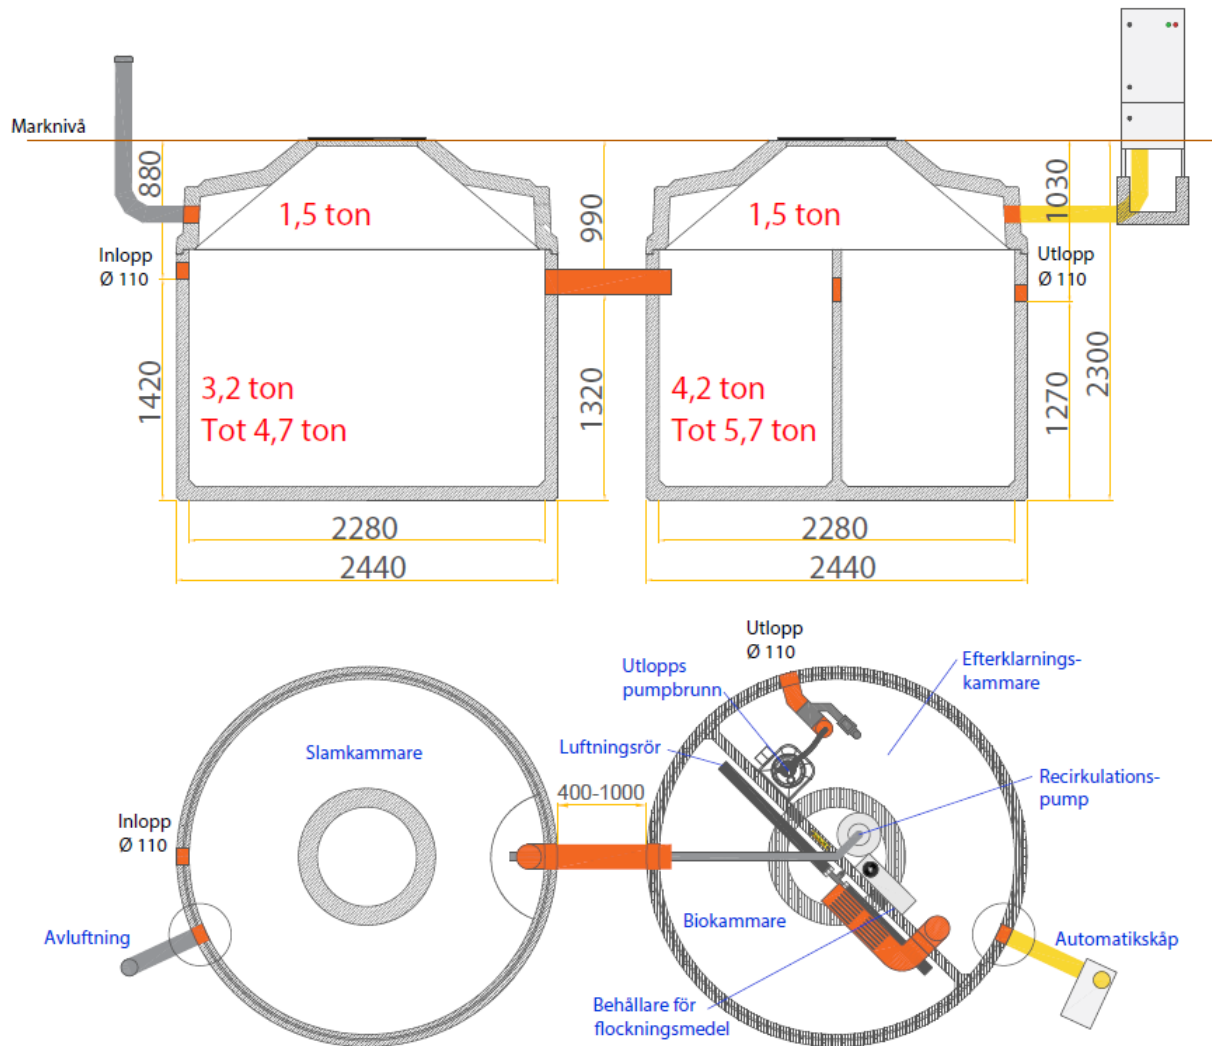 Marknivå
880
990
1030
1,5 ton
1,5 ton
Inlopp
Ø 110
Utlopp
Ø 110
1420
1320
1270
2300
3,2 ton
Tot 4,7 ton
4,2 ton
Tot 5,7 ton
2280
2440
2280
2440
Utlopp
Ø 110
Utlopps
pumpbrunn
Efterklarnings-
kammare
Luftningsrör
Slamkammare
Recirkulations-
pump
400-1000
Inlopp
Ø 110
Avluftning
Biokammare
Automatikskåp
Behållare för
flockningsmedel